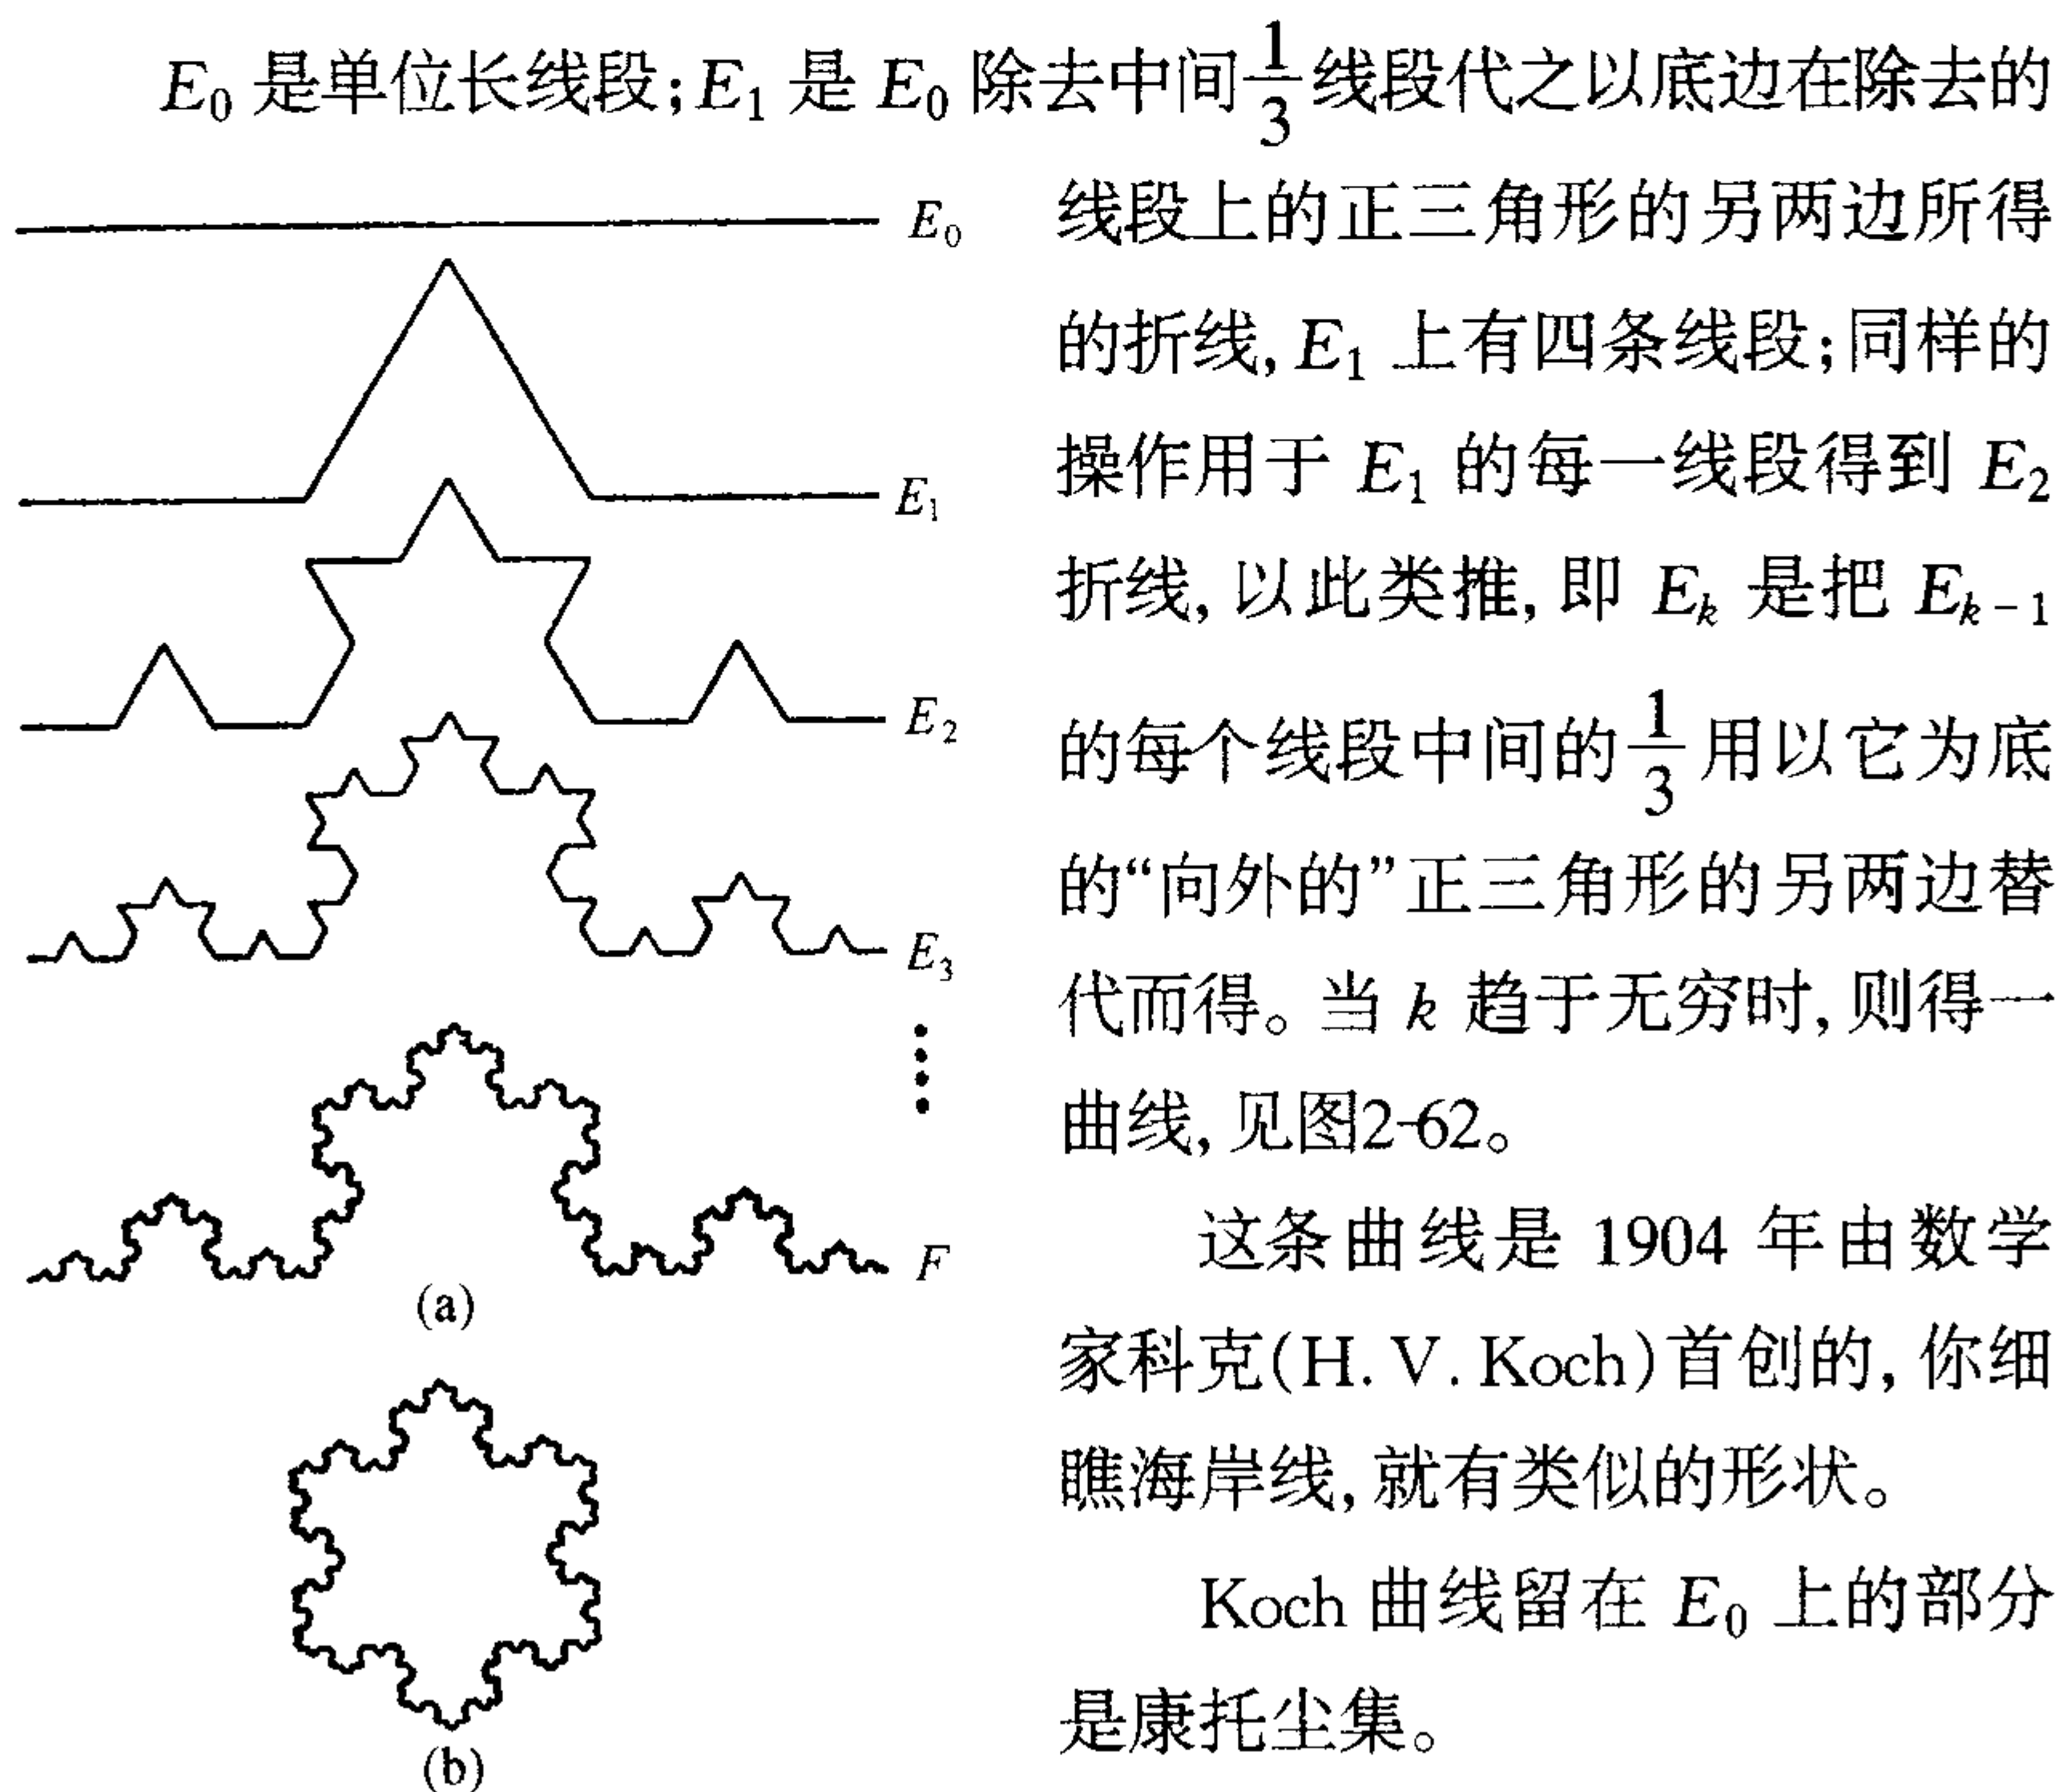 E₀ 是单位长线段;E₁ 是 E₀ 除去中间1/3线段代之以底边在除去的
线段上的正三角形的另两边所得
的折线, E₁ 上有四条线段;同样的
操作用于 E₁ 的每一线段得到 E₂
折线, 以此类推, 即 Eₖ 是把 Eₖ₋₁
的每个线段中间的1/3用以它为底
的“向外的”正三角形的另两边替
代而得。当 k 趋于无穷时, 则得一
曲线, 见图2-62。
这条曲线是 1904 年由数学
家科克(H. V. Koch)首创的, 你细
瞧海岸线, 就有类似的形状。
Koch 曲线留在 E₀ 上的部分
是康托尘集。
E₀
E₁
E₂
E₃
F
(a)
(b)